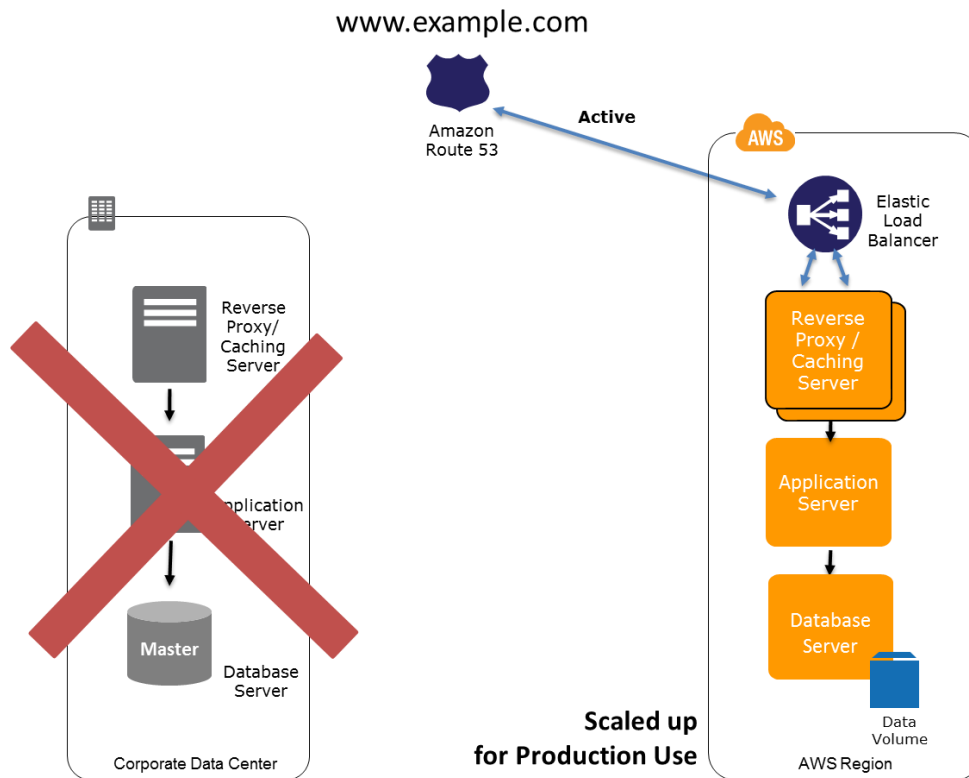 www.example.com
Amazon
Route 53
Active
AWS
Elastic
Load
Balancer
Reverse
Proxy/
Caching
Server
Reverse
Proxy /
Caching
Server
Application
Server
Master
Database
Server
Corporate Data Center
Application
Server
Database
Server
Data
Volume
Scaled up
for Production Use
AWS Region